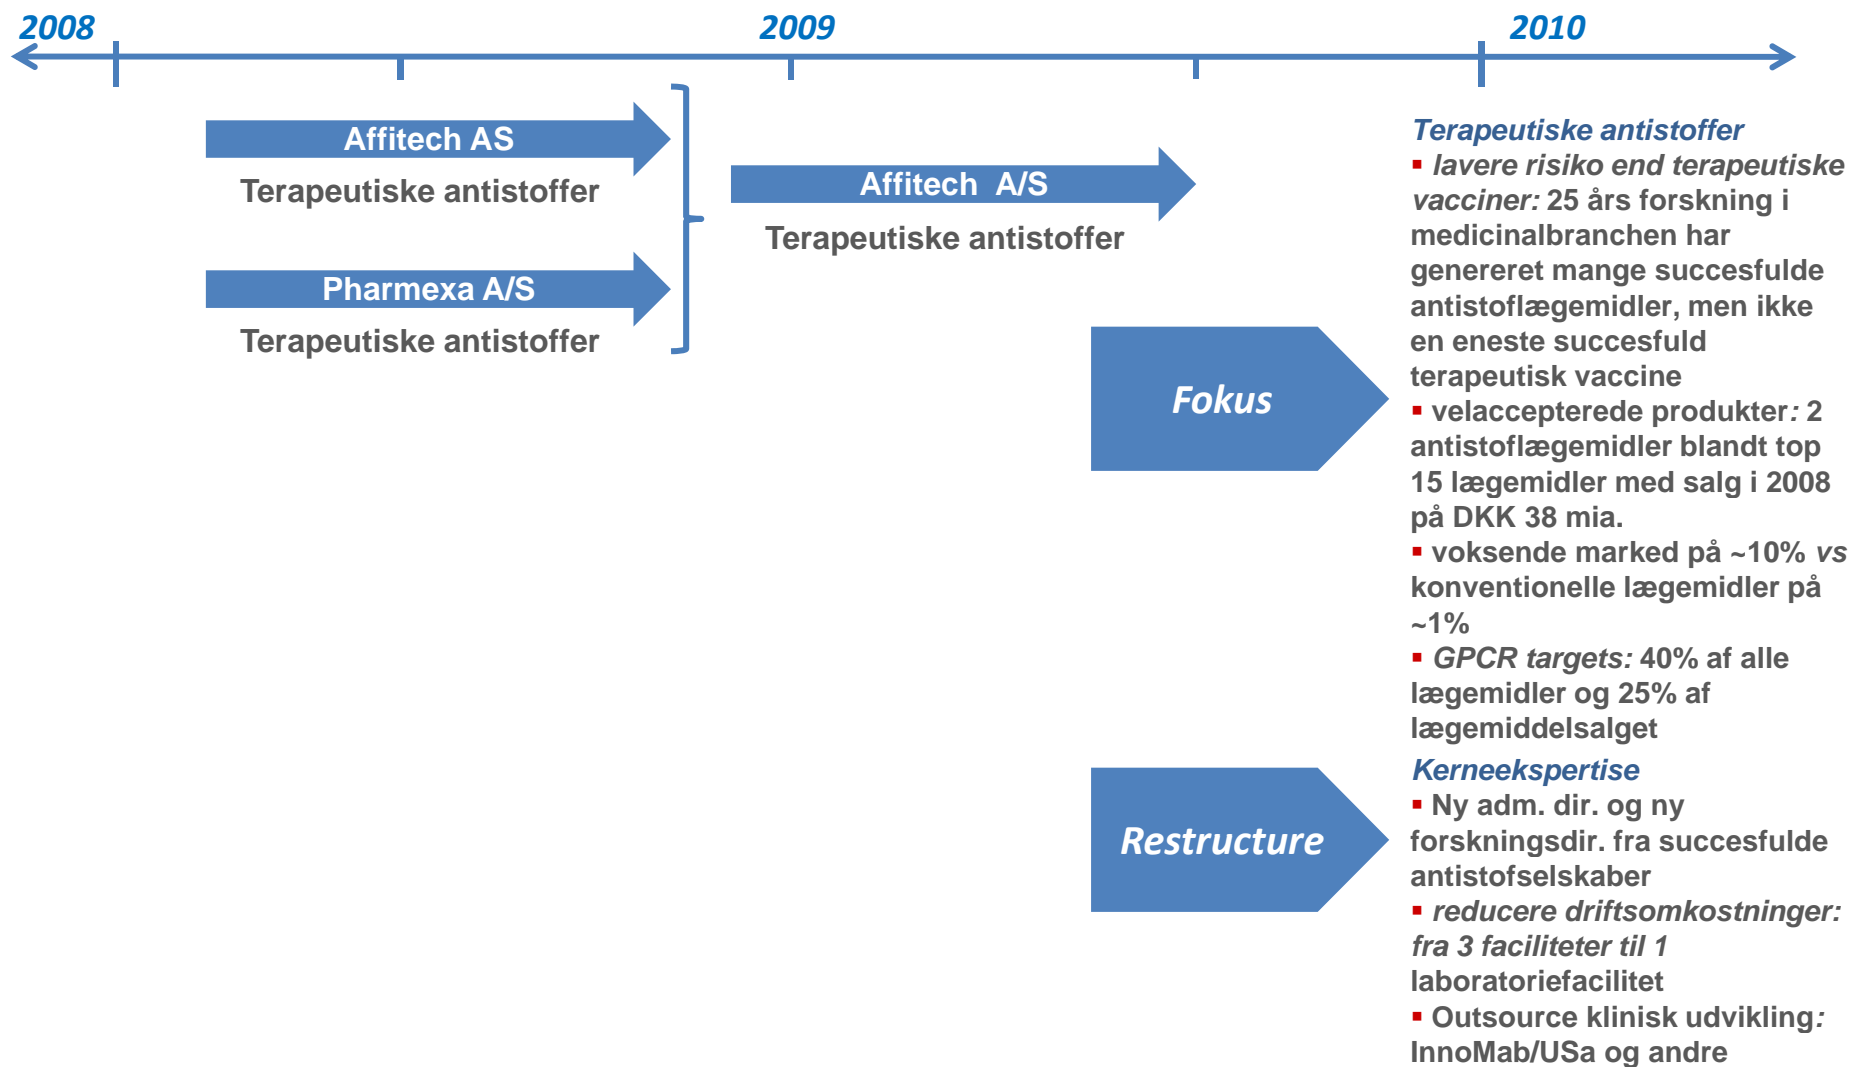 2008
2009
2010
Affitech AS
Terapeutiske antistoffer
Pharmexa A/S
Terapeutiske antistoffer
Affitech A/S
Terapeutiske antistoffer
Fokus
Terapeutiske antistoffer
▪ lavere risiko end terapeutiske
vacciner: 25 års forskning i
medicinalbranchen har
genereret mange succesfulde
antistoflægemidler, men ikke
en eneste succesfuld
terapeutisk vaccine
▪ velaccepterede produkter: 2
antistoflægemidler blandt top
15 lægemidler med salg i 2008
på DKK 38 mia.
▪ voksende marked på ~10% vs
konventionelle lægemidler på
~1%
▪ GPCR targets: 40% af alle
lægemidler og 25% af
lægemiddelsalget
Restructure
Kerneekspertise
▪ Ny adm. dir. og ny
forskningsdir. fra succesfulde
antistofselskaber
▪ reducere driftsomkostninger:
fra 3 faciliteter til 1
laboratoriefacilitet
▪ Outsource klinisk udvikling:
InnoMab/USa og andre